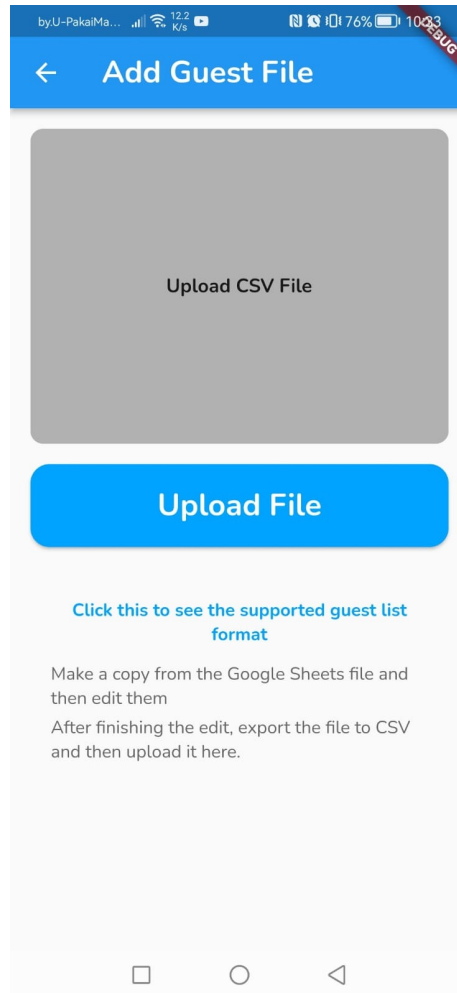 by.U-PakaiMa... 12.2 K/s 76% 10:33
DEBUG
Add Guest File
Upload CSV File
Upload File
Click this to see the supported guest list
format
Make a copy from the Google Sheets file and
then edit them
After finishing the edit, export the file to CSV
and then upload it here.